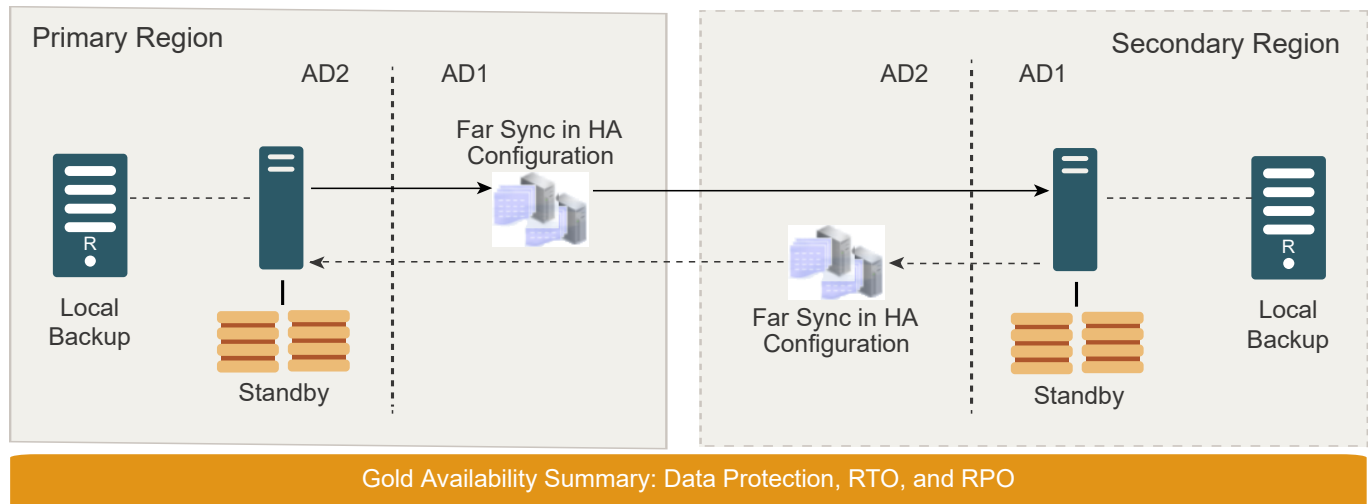 Primary Region
Secondary Region
AD2
AD1
AD2
AD1
Far Sync in HA
Configuration
R
R
Local
Backup
Standby
Far Sync in HA
Configuration
Local
Backup
Standby
Gold Availability Summary: Data Protection, RTO, and RPO